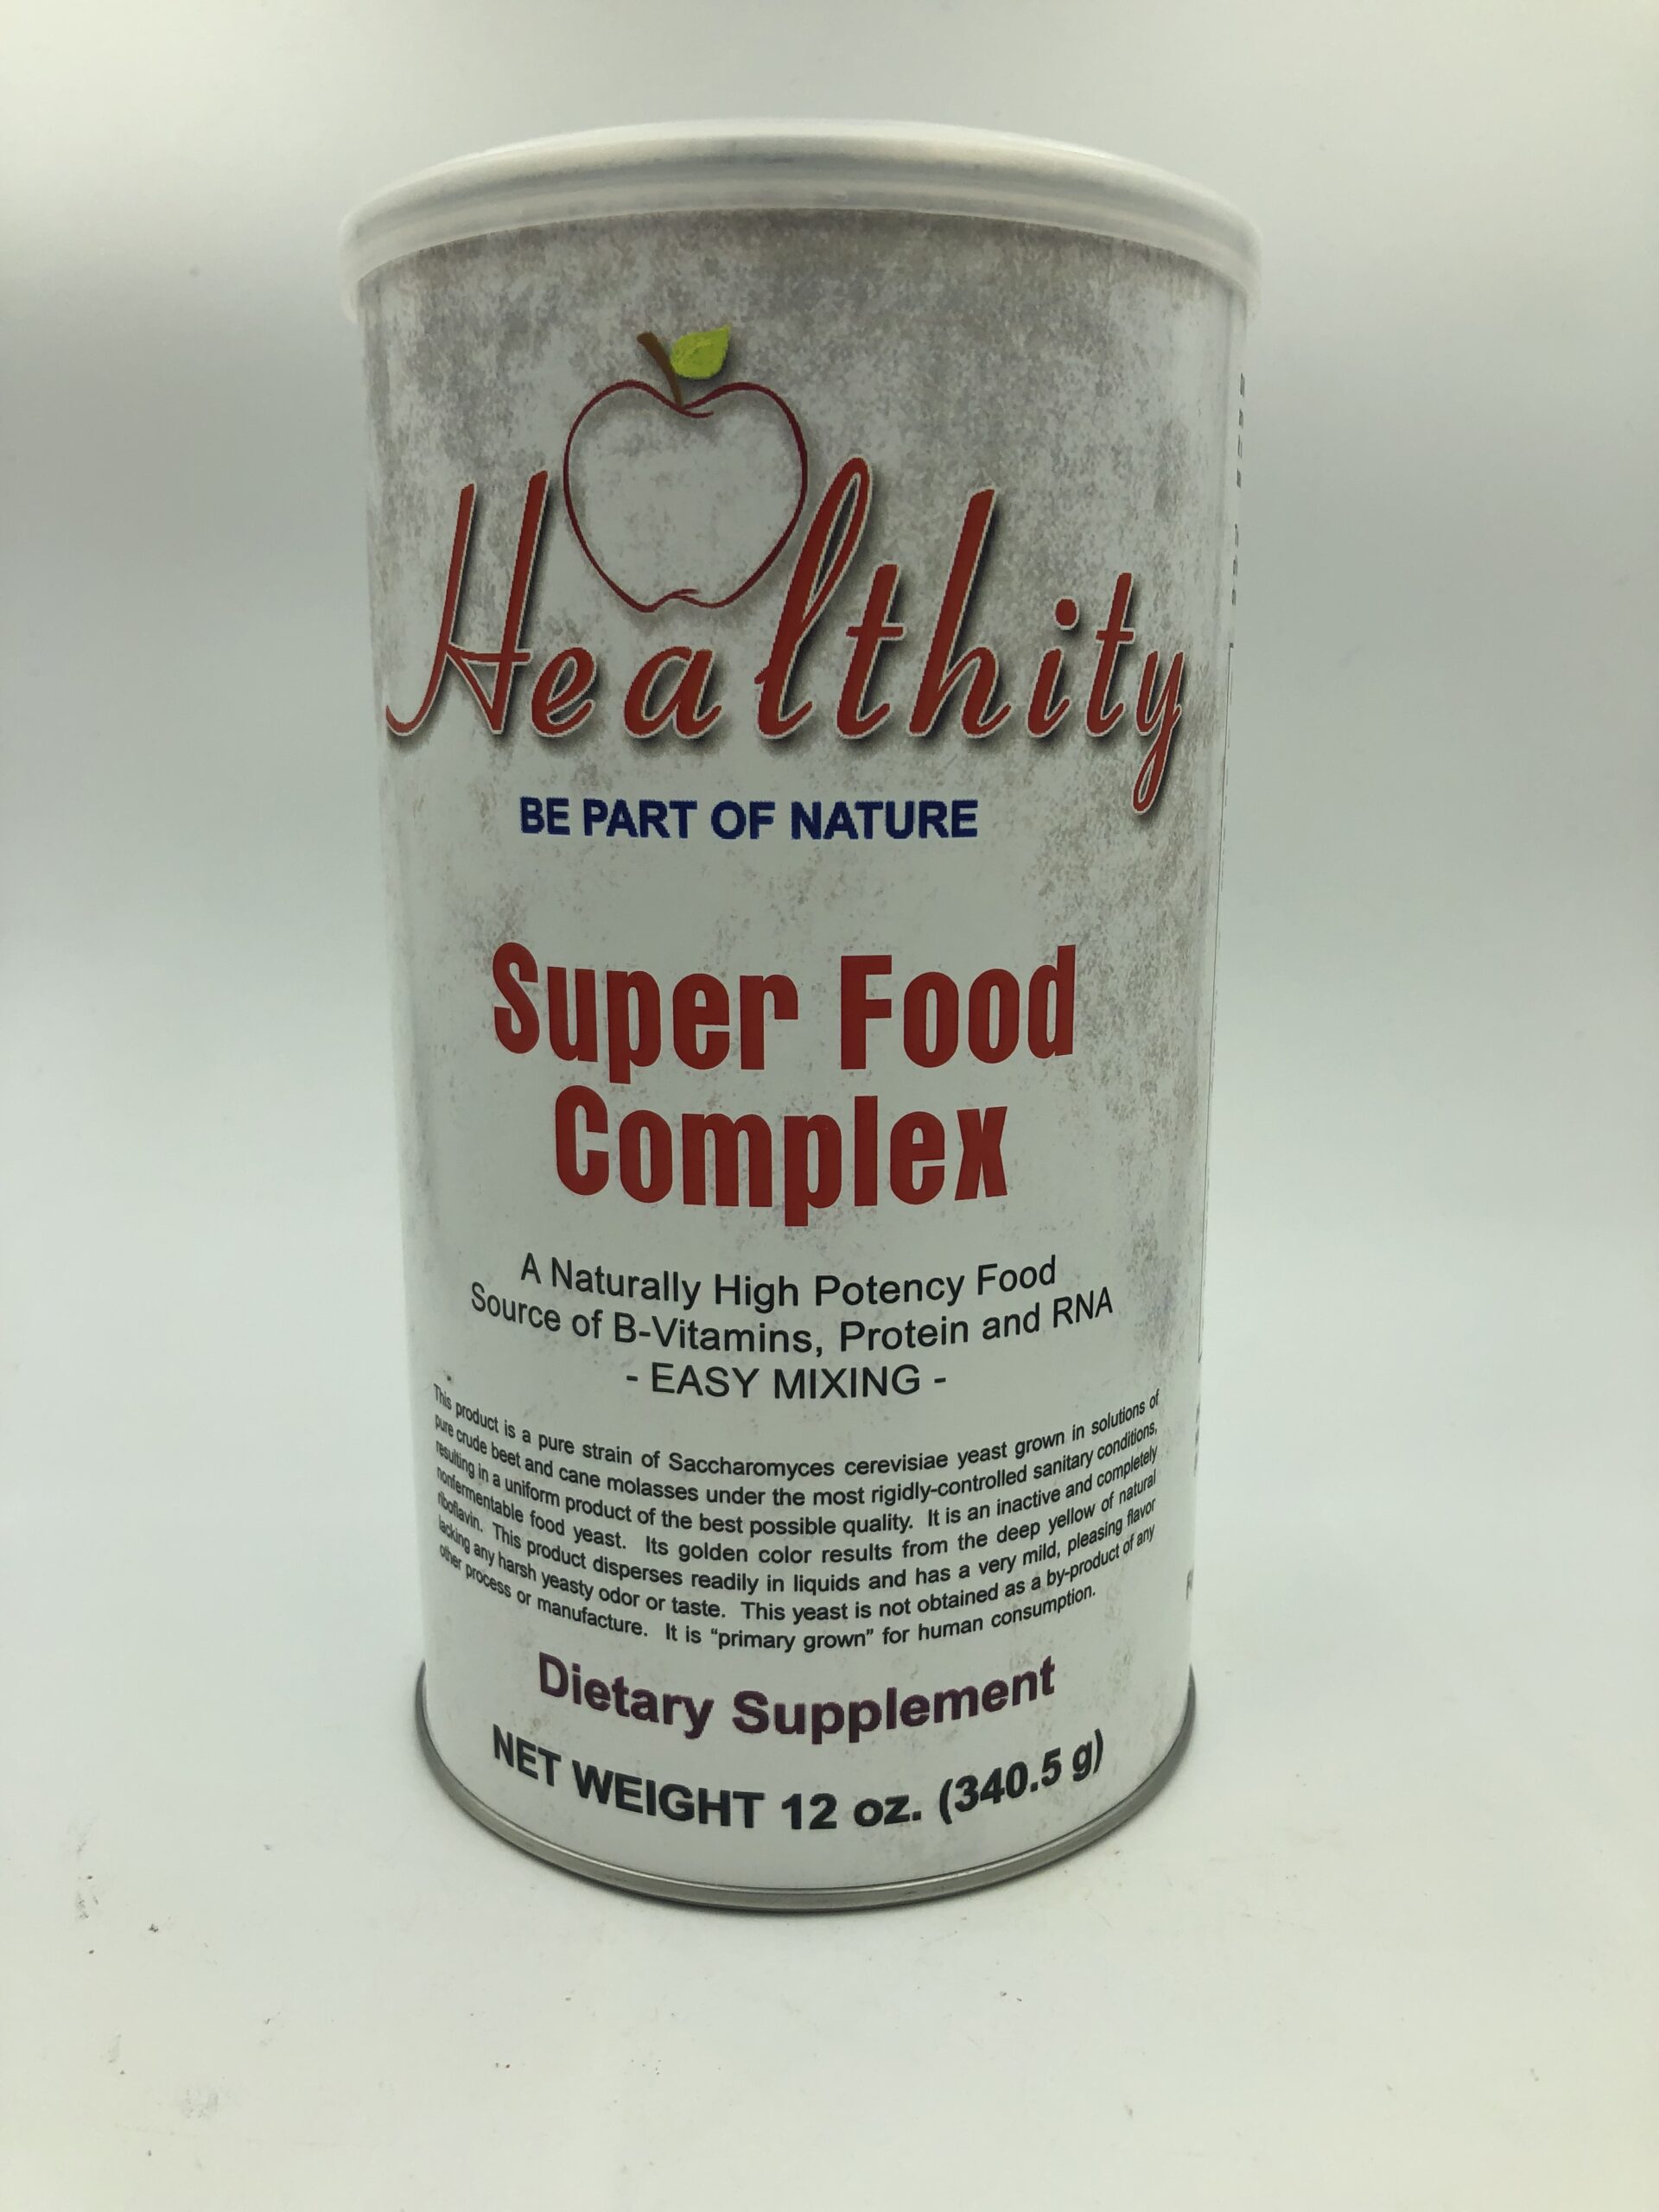 Healthity
BE PART OF NATURE
Super Food
Complex
A Naturally High Potency Food
Source of B-Vitamins, Protein and RNA
- EASY MIXING -
This product is a pure strain of Saccharomyces cerevisiae yeast grown in solutions of
pure crude beet and cane molasses under the most rigidly-controlled sanitary conditions,
resulting in a uniform product of the best possible quality. It is an inactive and completely
nonfermentable food yeast. Its golden color results from the deep yellow of natural
riboflavin. This product disperses readily in liquids and has a very mild, pleasing flavor
lacking any harsh yeasty odor or taste. This yeast is not obtained as a by-product of any
other process or manufacture. It is “primary grown” for human consumption.
Dietary Supplement
NET WEIGHT 12 oz. (340.5 g)